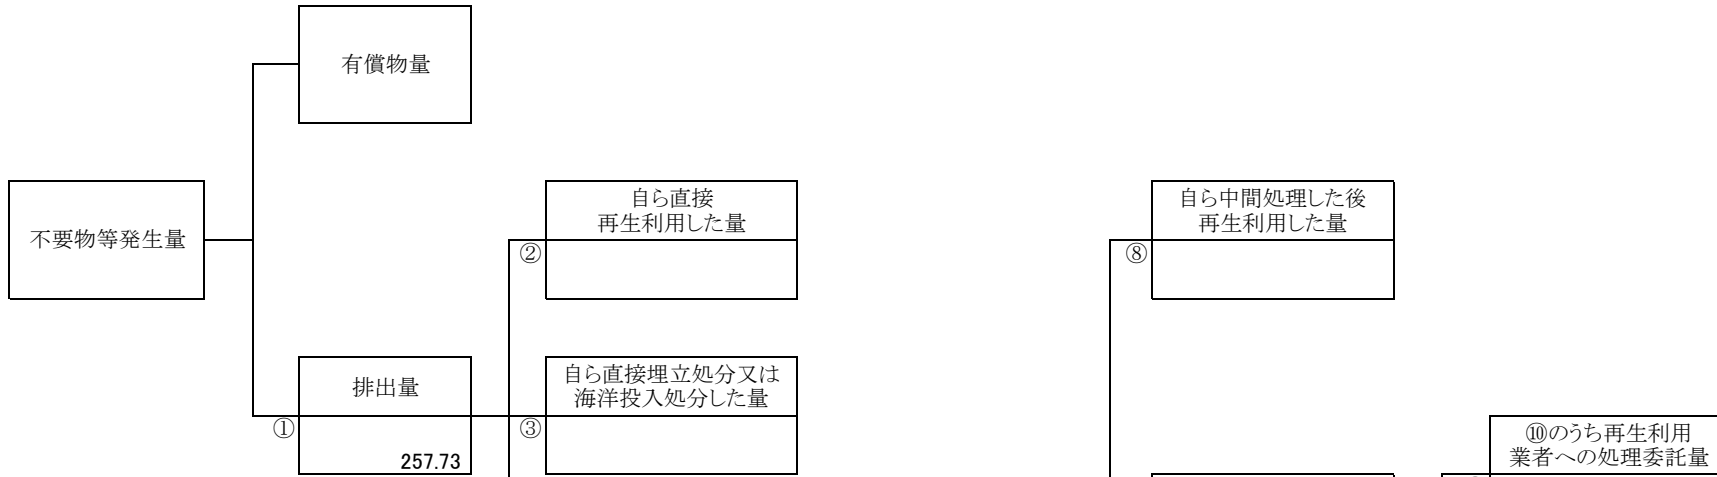 有償物量
不要物等発生量
自ら直接
再生利用した量
②
自ら中間処理した後
再生利用した量
⑧
排出量
①
257.73
自ら直接埋立処分又は
海洋投入処分した量
③
⑩のうち再生利用
業者への処理委託量